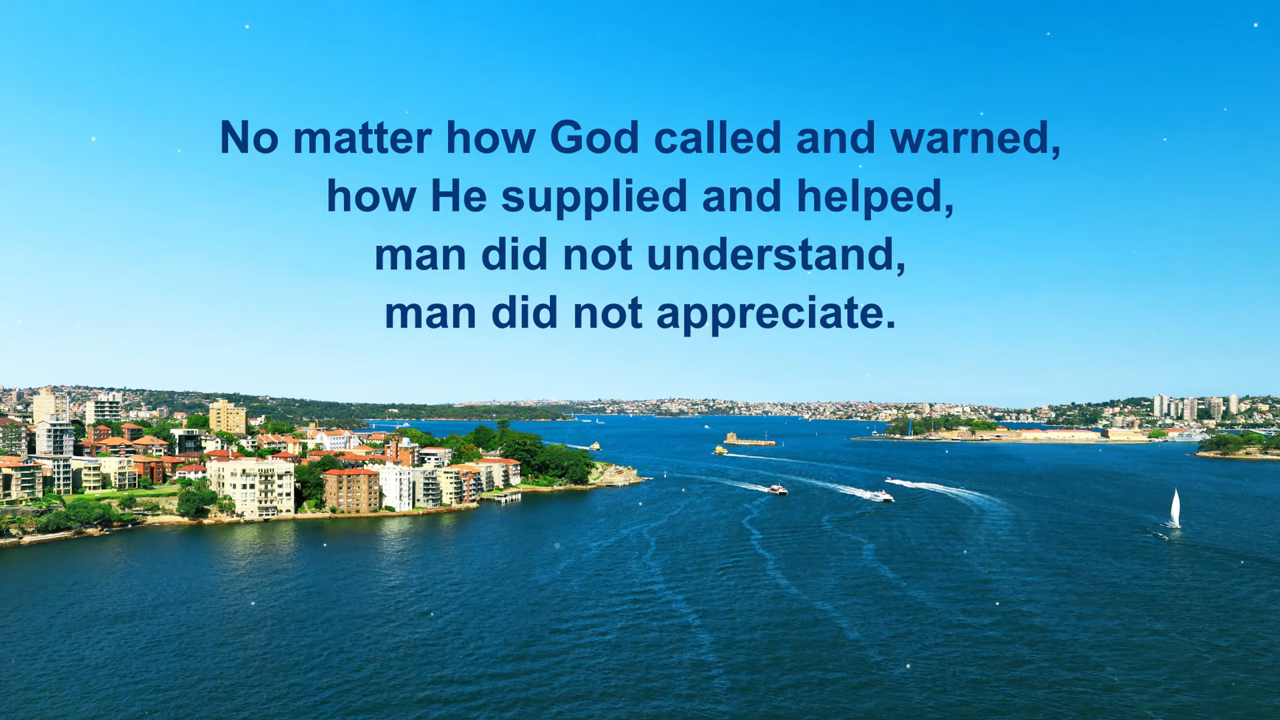 No matter how God called and warned,
how He supplied and helped,
man did not understand,
man did not appreciate.